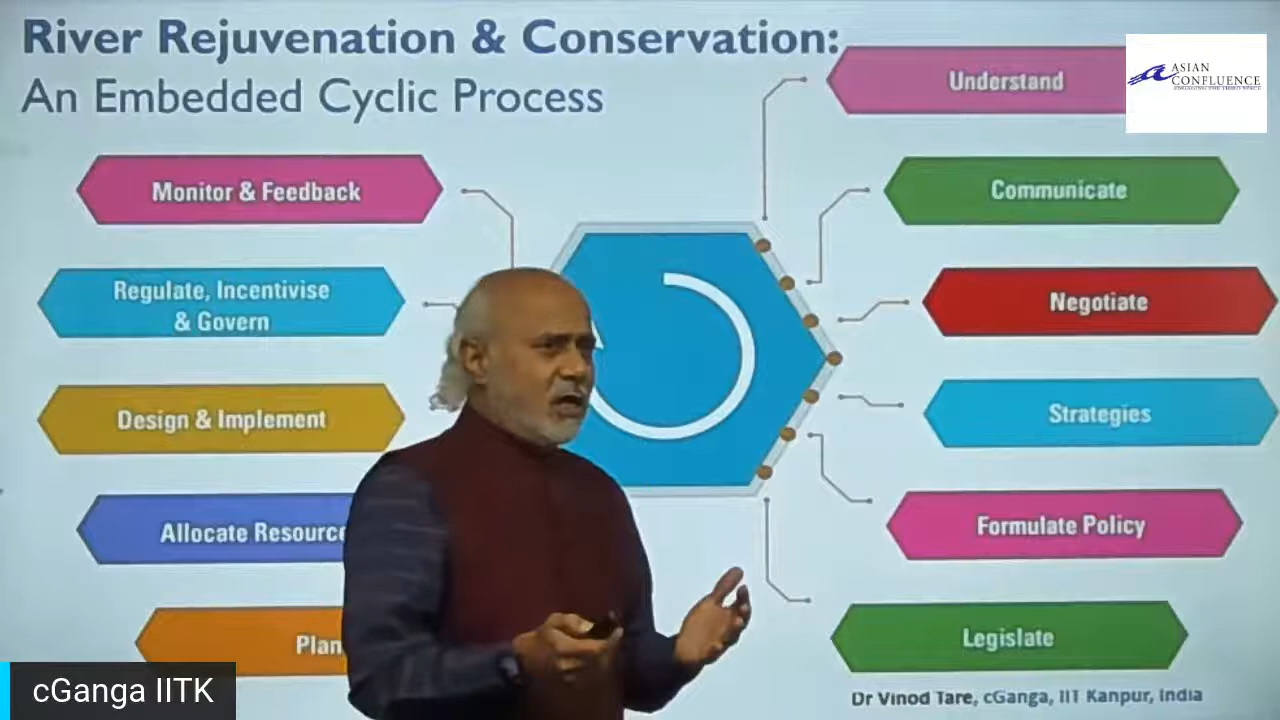 River Rejuvenation & Conservation:
An Embedded Cyclic Process
ASIAN
CONFLUENCE
Understand
Communicate
Negotiate
Strategies
Formulate Policy
Legislate
Monitor & Feedback
Regulate, Incentivise
& Govern
Design & Implement
Allocate Resourc
Plan
cGanga IITK
Dr Vinod Tare, cGanga, IIT Kanpur, India